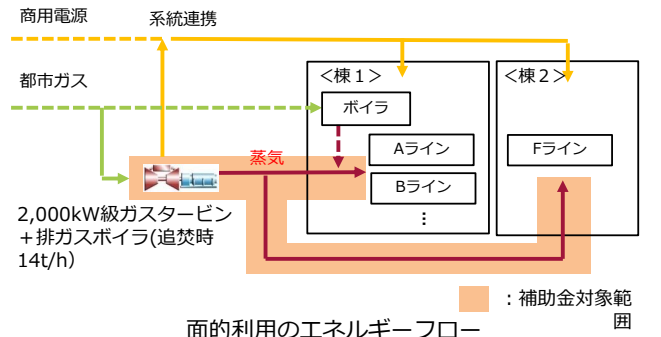 商用電源
系統連携
都市ガス
＜棟１＞
＜棟２＞
ボイラ
蒸気
Aライン
Bライン
⋮
Fライン
2,000kW級ガスタービン
＋排ガスボイラ(追焚時
14t/h）
：補助金対象範
囲
面的利用のエネルギーフロー